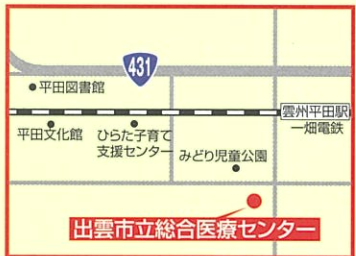 431
平田図書館
雲州平田駅
一畑電鉄
平田文化館
ひらた子育て
支援センター
みどり児童公園
出雲市立総合医療センター